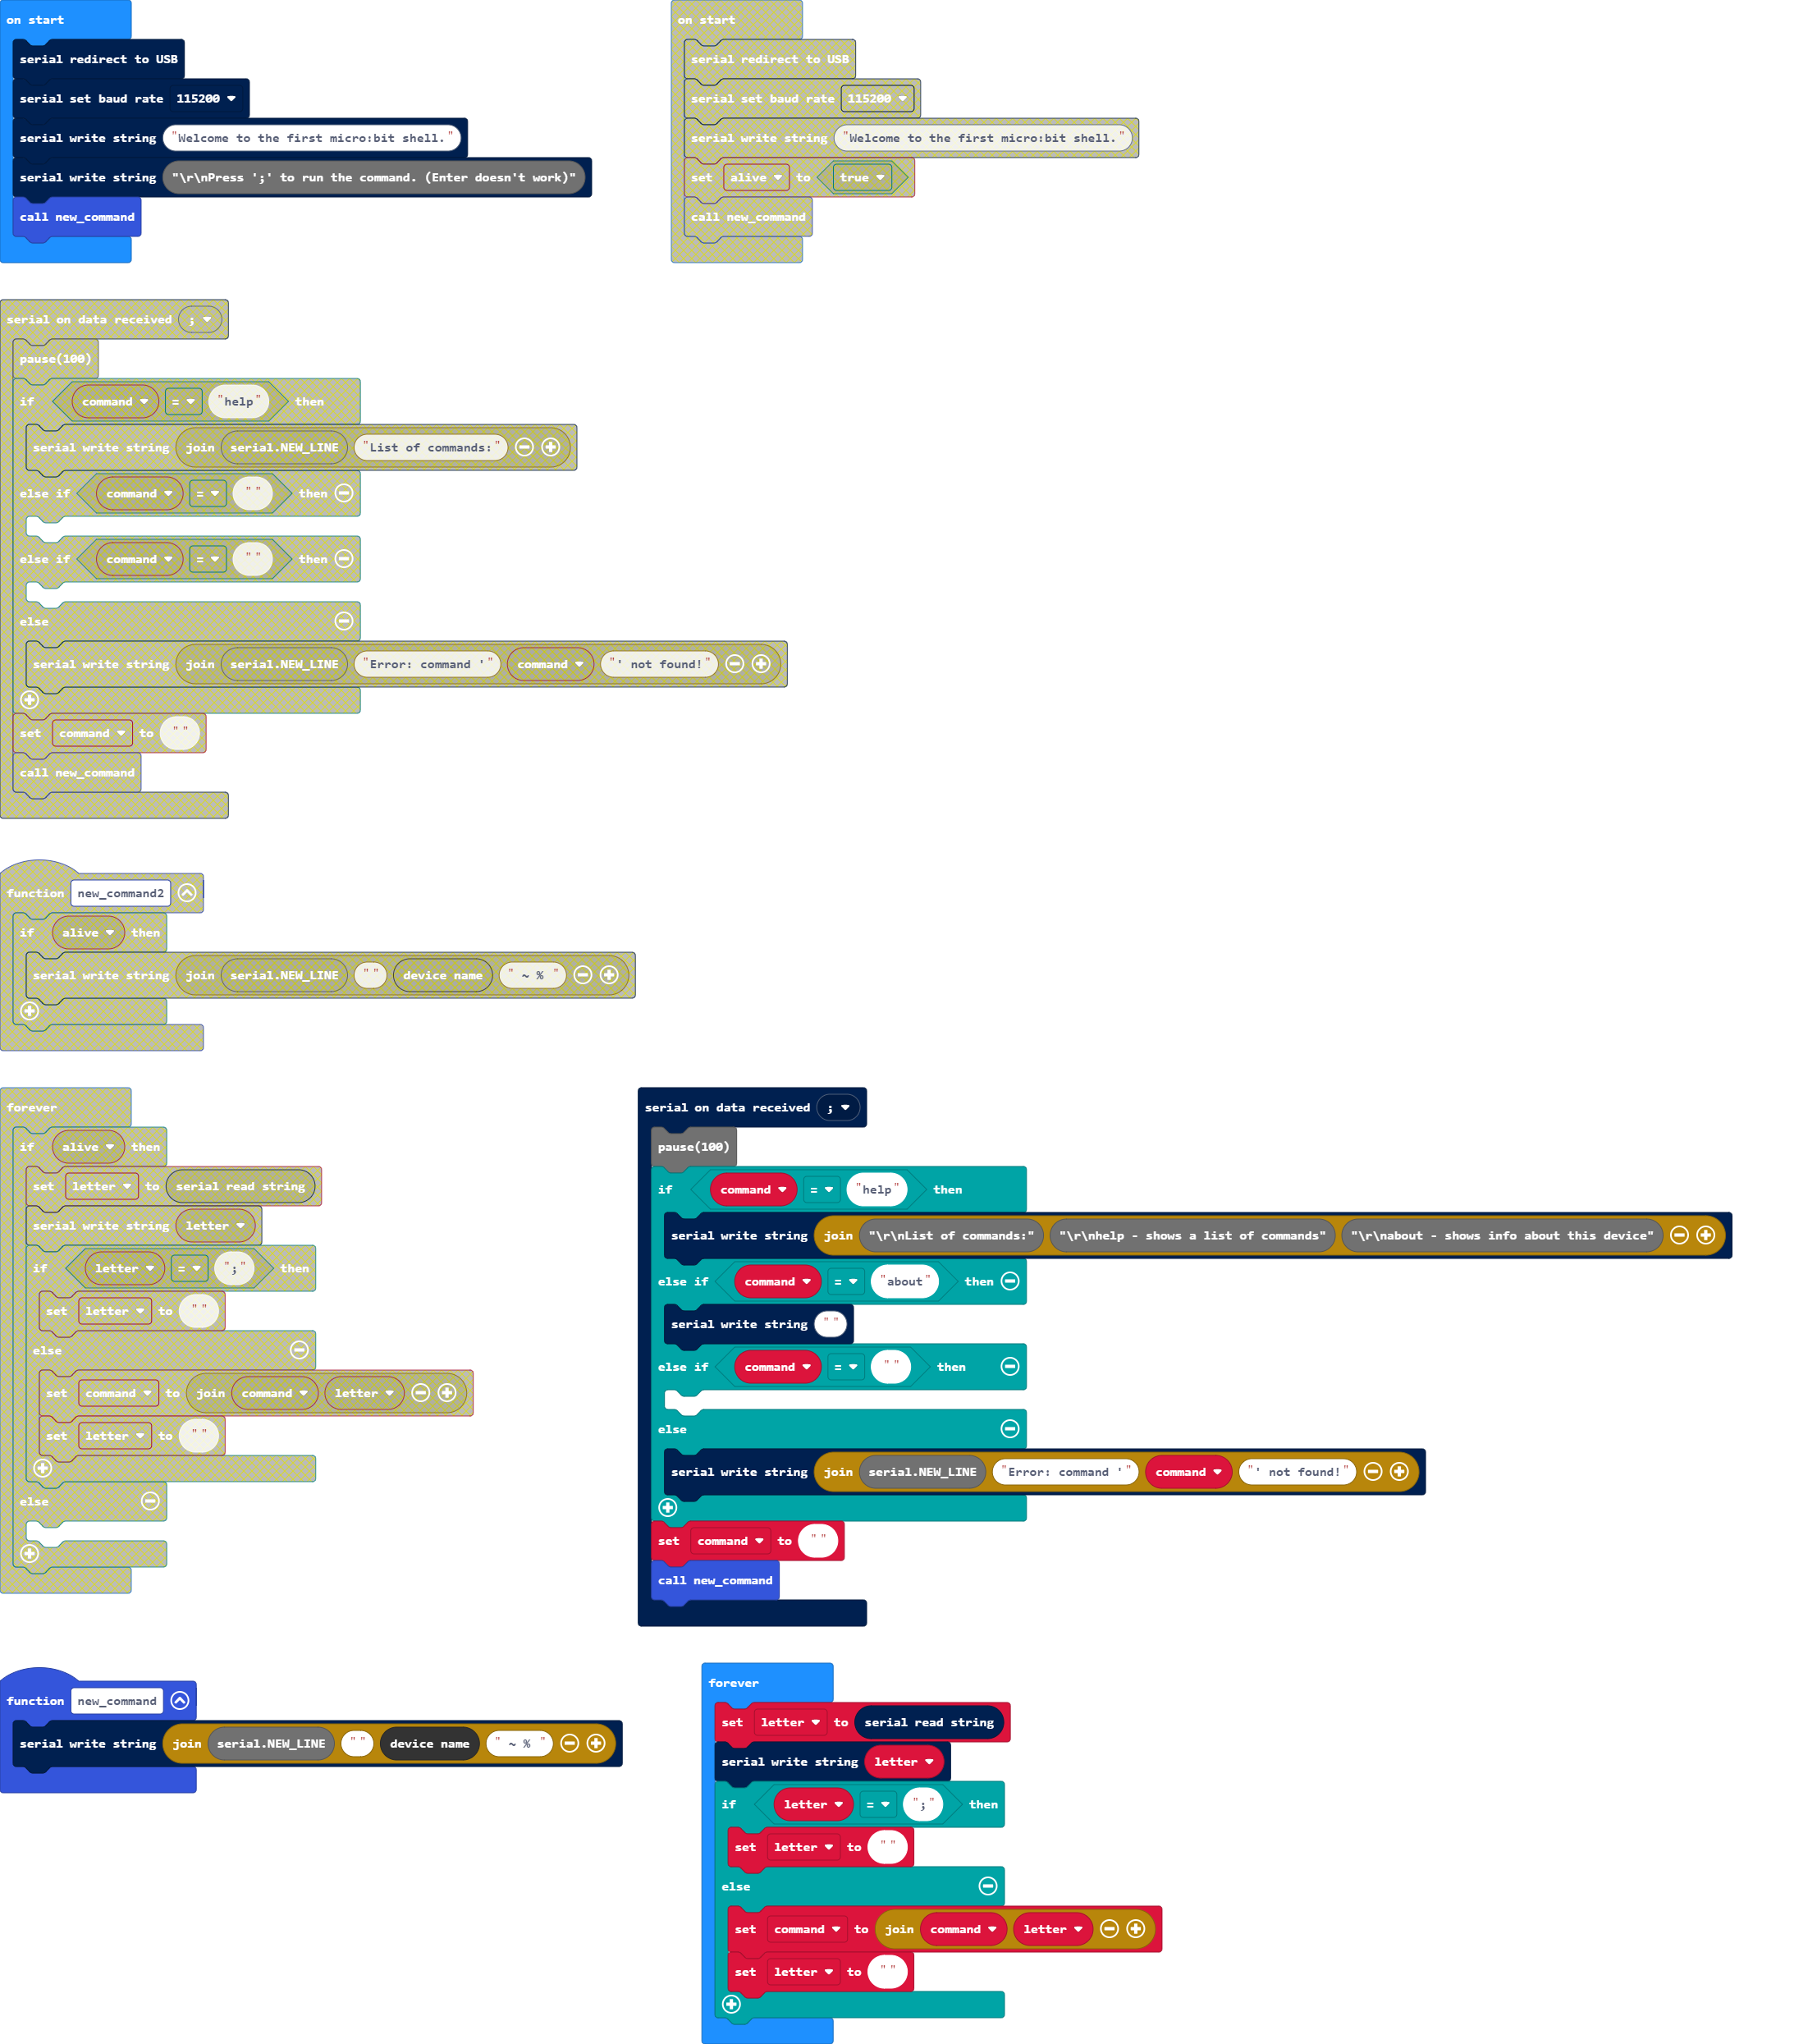 on start
serial redirect to USB
serial set baud rate 115200
serial write string "Welcome to the first micro:bit shell."
serial write string "\r\nPress ';' to run the command. (Enter doesn't work)"
call new_command
on start
serial redirect to USB
serial set baud rate 115200
serial write string "Welcome to the first micro:bit shell."
set alive to true
call new_command
serial on data received ;
pause(100)
if command = "help" then
serial write string join serial.NEW_LINE "List of commands:"
else if command = "" then
else if command = "" then
else
serial write string join serial.NEW_LINE "Error: command '" command "' not found!"
set command to ""
call new_command
function new_command2
if alive then
serial write string join serial.NEW_LINE "" device name " ~ % "
forever
if alive then
set letter to serial read string
serial write string letter
if letter = ";" then
set letter to ""
else
set command to join command letter
set letter to ""
else
serial on data received ;
pause(100)
if command = "help" then
serial write string join "\r\nList of commands:" "\r\nhelp - shows a list of commands" "\r\nabout - shows info about this device"
else if command = "about" then
serial write string ""
else if command = "" then
else
serial write string join serial.NEW_LINE "Error: command '" command "' not found!"
set command to ""
call new_command
function new_command
serial write string join serial.NEW_LINE "" device name " ~ % "
forever
set letter to serial read string
serial write string letter
if letter = ";" then
set letter to ""
else
set command to join command letter
set letter to ""